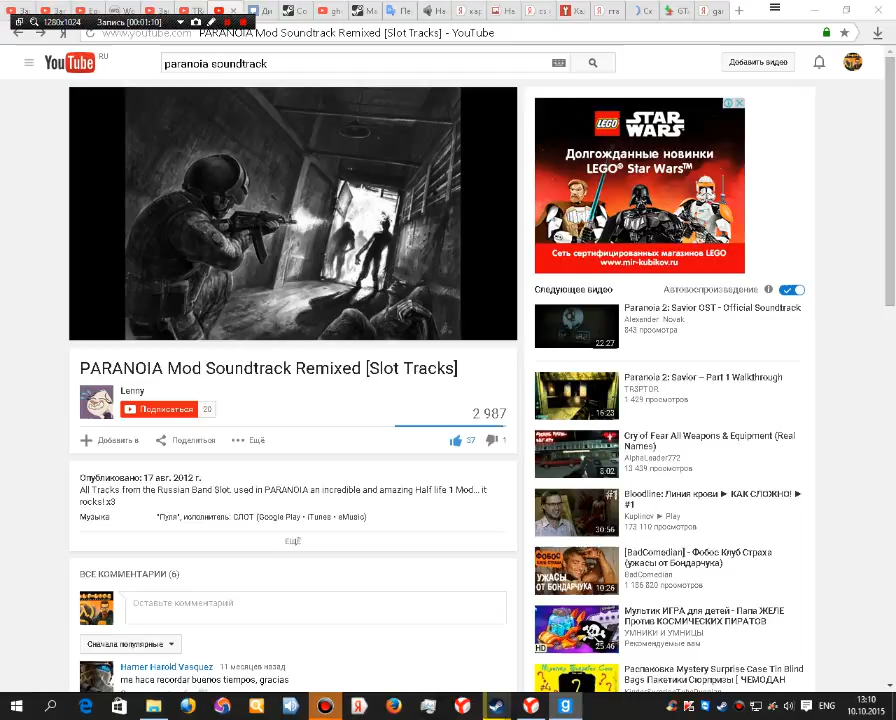 1280x1024 Запись [00:01:10]
www.youtube.com PARANOIA Mod Soundtrack Remixed [Slot Tracks] - YouTube
YouTube RU
paranoia soundtrack
Добавить видео
LEGO STAR WARS
Долгожданные новинки
LEGO® Star Wars™
Сеть сертифицированных магазинов LEGO
www.mir-kubikov.ru
Следующее видео
Автовоспроизведение
Paranoia 2: Savior OST - Official Soundtrack
Alexander Novak
843 просмотра
22:27
PARANOIA Mod Soundtrack Remixed [Slot Tracks]
Lenny
Подписаться 20
2 987
Добавить в
Поделиться
Ещё
37
1
Paranoia 2: Savior – Part 1 Walkthrough
TR3PTOR
1 429 просмотров
16:23
Cry of Fear All Weapons & Equipment (Real
Names)
AlphaLeader772
13 439 просмотров
8:02
Опубликовано: 17 авг. 2012 г.
All Tracks from the Russian Band Slot. used in PARANOIA an incredible and amazing Half life 1 Mod... it
rocks! x3
Музыка "Пуля", исполнитель: СЛОТ (Google Play • iTunes • eMusic)
ЕЩЁ
#1
Bloodline: Линия крови ► КАК СЛОЖНО! ►
#1
Kuplinov ► Play
173 110 просмотров
30:56
ВСЕ КОММЕНТАРИИ (6)
Оставьте комментарий
Сначала популярные
ФОБОС
УЖАСЫ
ОТ БОНДАРЧУКА
[BadComedian] - Фобос Клуб Страха
(ужасы от Бондарчука)
BadComedian
1 186 820 просмотров
10:26
Мультик ИГРА для детей - Папа ЖЕЛЕ
Против КОСМИЧЕСКИХ ПИРАТОВ
УМНИКИ И УМНИЦЫ
Рекомендуемые вам
HD
25:46
Распаковка Mystery Surprise Case Tin Blind
Bags Пакетики Сюрпризы [ ЧЕМОДАН
Hamer Harold Vasquez 11 месяцев назад
me hace recordar buenos tiempos, gracias
ENG
13:10
10.10.2015